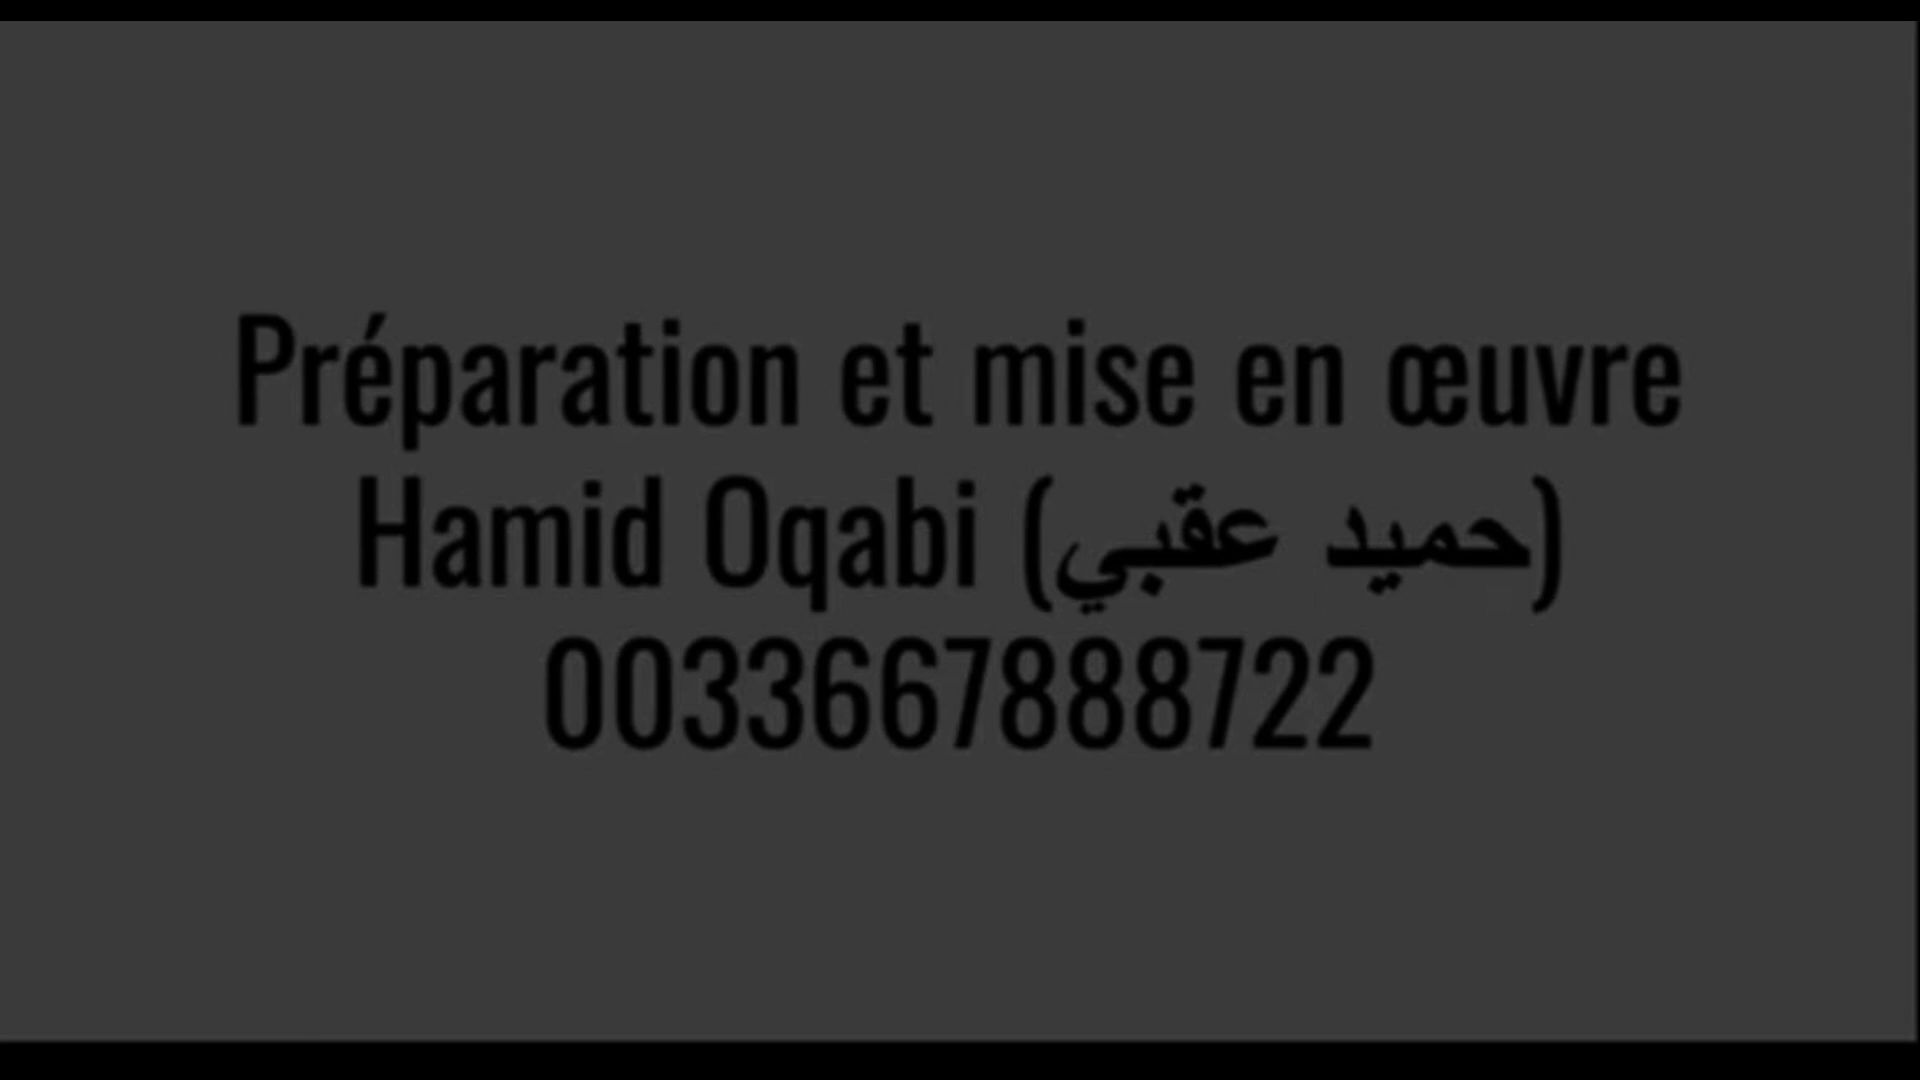 Préparation et mise en œuvre
Hamid Oqabi (حميد عقبي)
0033667888722